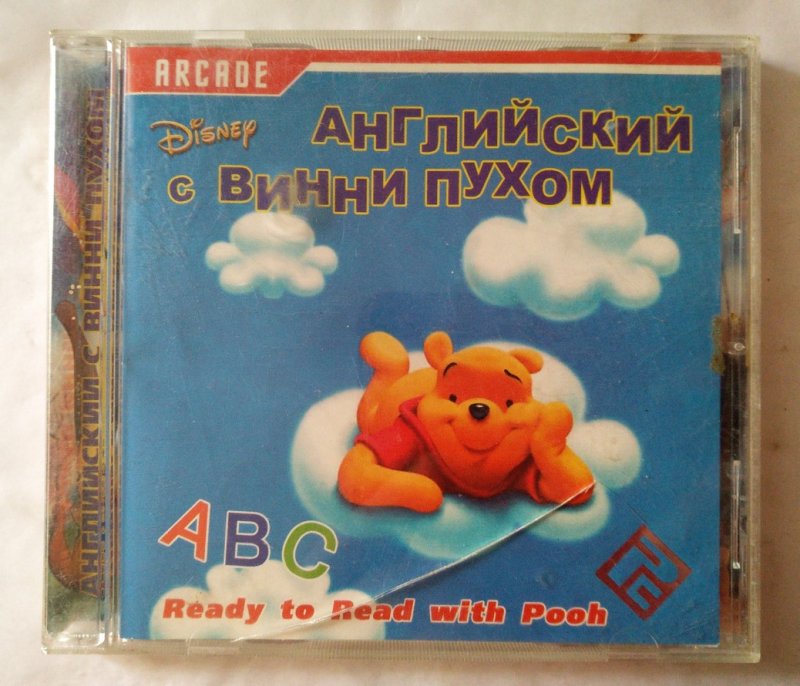 ARCADE
Disney
АНГЛИЙСКИЙ
С ВИННИ ПУХОМ
АНГЛИЙСКИЙ С ВИННИ ПУХОМ
ABC
Ready to Read with Pooh